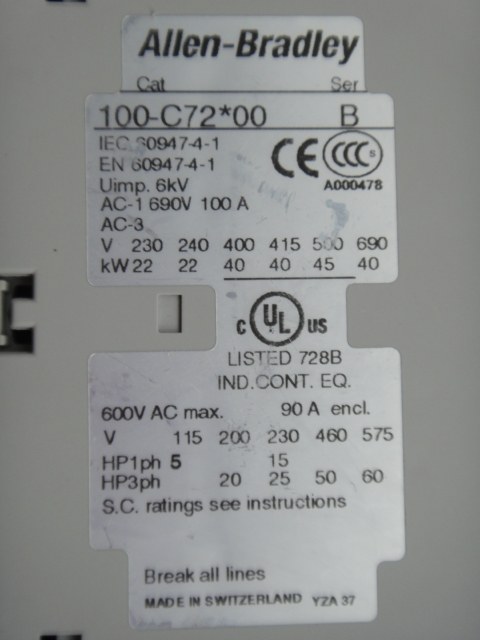 Allen-Bradley
Cat Ser
100-C72*00 B
IEC 60947-4-1
EN 60947-4-1
Uimp. 6kV
CE CCC S
A000478
AC-1 690V 100 A
AC-3
V 230 240 400 415 500 690
kW 22 22 40 40 45 40
C UL US
LISTED 728B
IND.CONT. EQ.
600V AC max. 90 A encl.
V 115 200 230 460 575
HP1ph 5 15
HP3ph 20 25 50 60
S.C. ratings see instructions
Break all lines
MADE IN SWITZERLAND YZA 37